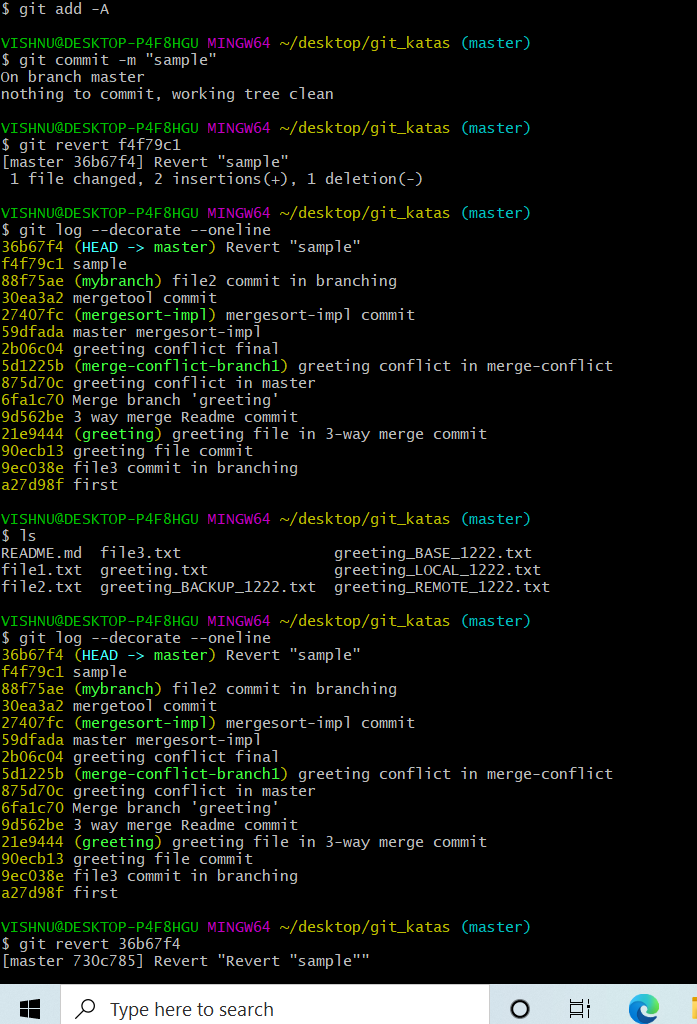 $ git add -A
VISHNU@DESKTOP-P4F8HGU MINGW64 ~/desktop/git_katas (master)
$ git commit -m "sample"
On branch master
nothing to commit, working tree clean
VISHNU@DESKTOP-P4F8HGU MINGW64 ~/desktop/git_katas (master)
$ git revert f4f79c1
[master 36b67f4] Revert "sample"
 1 file changed, 2 insertions(+), 1 deletion(-)
VISHNU@DESKTOP-P4F8HGU MINGW64 ~/desktop/git_katas (master)
$ git log --decorate --oneline
36b67f4 (HEAD -> master) Revert "sample"
f4f79c1 sample
88f75ae (mybranch) file2 commit in branching
30ea3a2 mergetool commit
27407fc (mergesort-impl) mergesort-impl commit
59dfada master mergesort-impl
2b06c04 greeting conflict final
5d1225b (merge-conflict-branch1) greeting conflict in merge-conflict
875d70c greeting conflict in master
6fa1c70 Merge branch 'greeting'
9d562be 3 way merge Readme commit
21e9444 (greeting) greeting file in 3-way merge commit
90ecb13 greeting file commit
9ec038e file3 commit in branching
a27d98f first
VISHNU@DESKTOP-P4F8HGU MINGW64 ~/desktop/git_katas (master)
$ ls
README.md  file3.txt                 greeting_BASE_1222.txt
file1.txt  greeting.txt              greeting_LOCAL_1222.txt
file2.txt  greeting_BACKUP_1222.txt  greeting_REMOTE_1222.txt
VISHNU@DESKTOP-P4F8HGU MINGW64 ~/desktop/git_katas (master)
$ git log --decorate --oneline
36b67f4 (HEAD -> master) Revert "sample"
f4f79c1 sample
88f75ae (mybranch) file2 commit in branching
30ea3a2 mergetool commit
27407fc (mergesort-impl) mergesort-impl commit
59dfada master mergesort-impl
2b06c04 greeting conflict final
5d1225b (merge-conflict-branch1) greeting conflict in merge-conflict
875d70c greeting conflict in master
6fa1c70 Merge branch 'greeting'
9d562be 3 way merge Readme commit
21e9444 (greeting) greeting file in 3-way merge commit
90ecb13 greeting file commit
9ec038e file3 commit in branching
a27d98f first
VISHNU@DESKTOP-P4F8HGU MINGW64 ~/desktop/git_katas (master)
$ git revert 36b67f4
[master 730c785] Revert "Revert "sample""
Type here to search